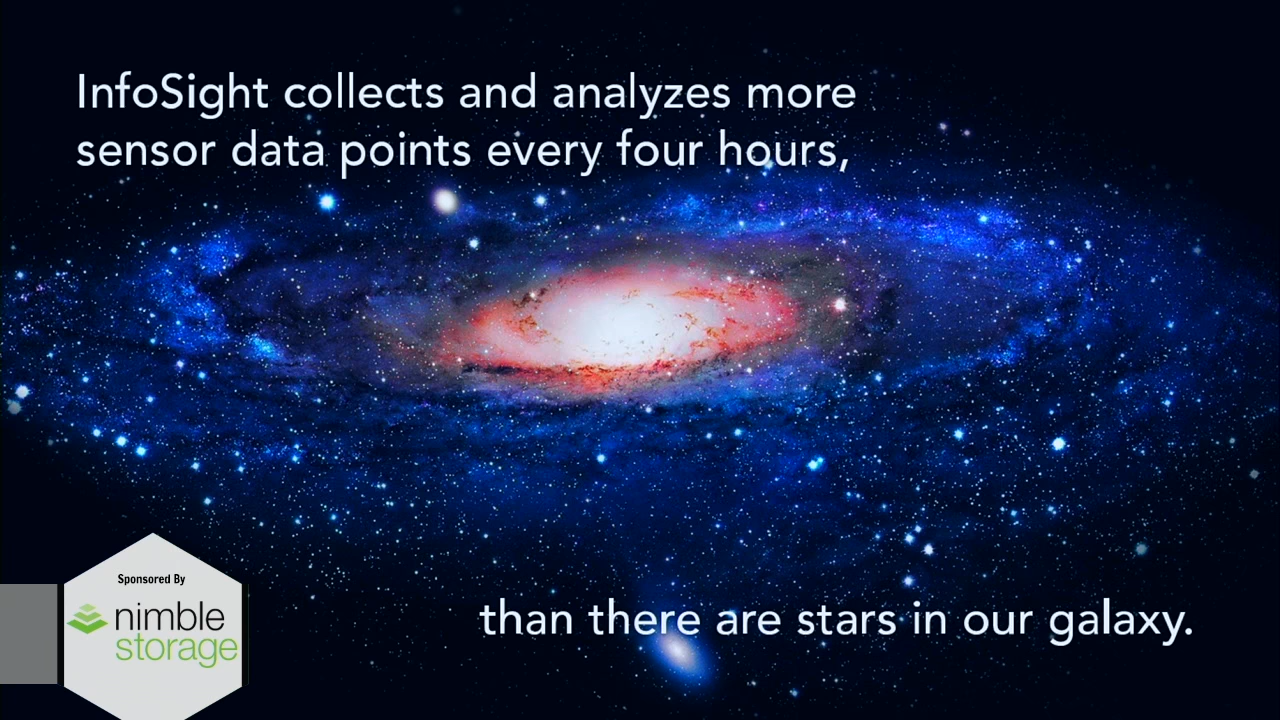 InfoSight collects and analyzes more
sensor data points every four hours,
than there are stars in our galaxy.
Sponsored By
nimble
storage